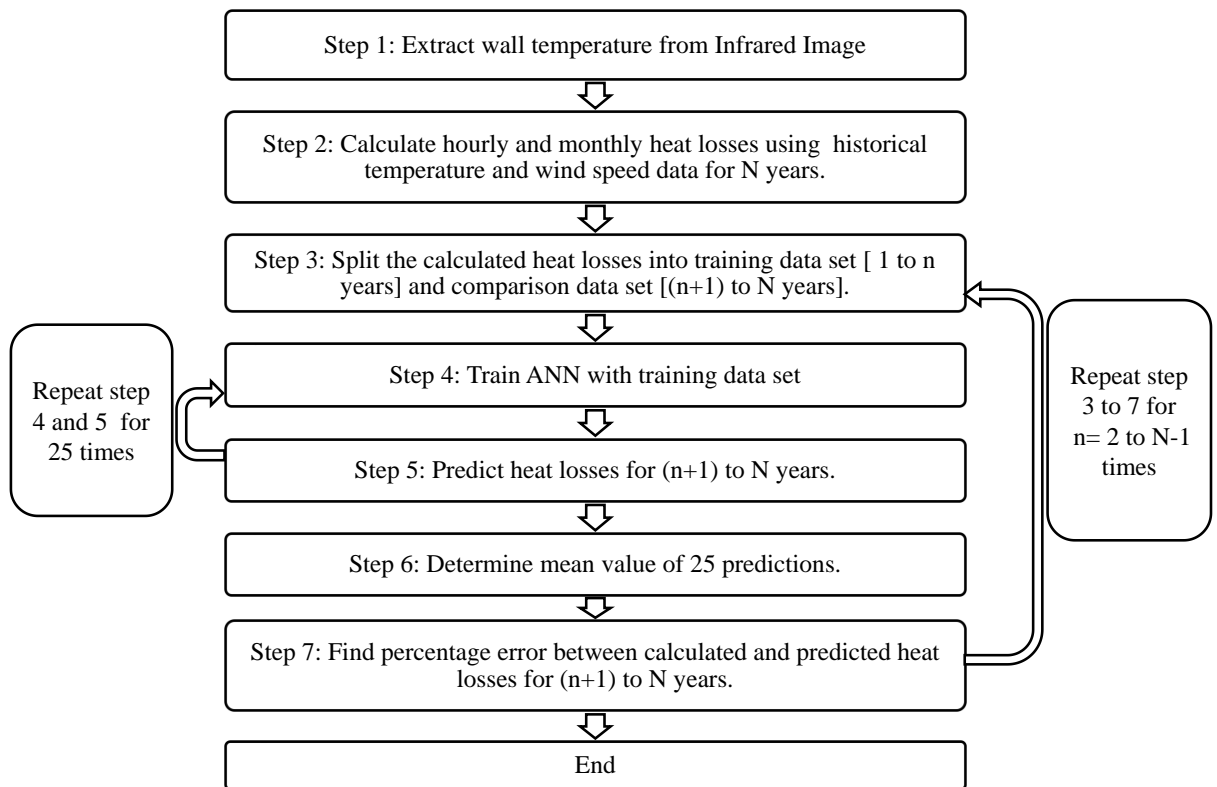 Step 1: Extract wall temperature from Infrared Image
Step 2: Calculate hourly and monthly heat losses using historical
temperature and wind speed data for N years.
Step 3: Split the calculated heat losses into training data set [ 1 to n
years] and comparison data set [(n+1) to N years].
Step 4: Train ANN with training data set
Step 5: Predict heat losses for (n+1) to N years.
Repeat step
4 and 5 for
25 times
Step 6: Determine mean value of 25 predictions.
Step 7: Find percentage error between calculated and predicted heat
losses for (n+1) to N years.
Repeat step
3 to 7 for
n= 2 to N-1
times
End